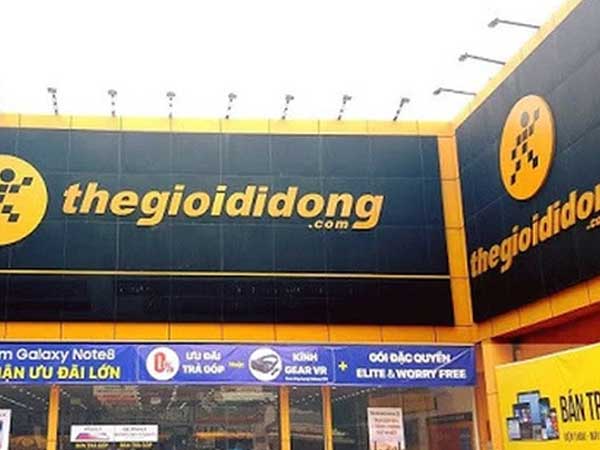 thegioididong
.com
thegioididong
.com
m Galaxy Note8
HẬN ƯU ĐÃI LỚN
0%
ƯU ĐÃI
TRẢ GÓP
KÍNH
GEAR VR
+
GÓI ĐẶC QUYỀN
ELITE & WORRY FREE
BÁN TR